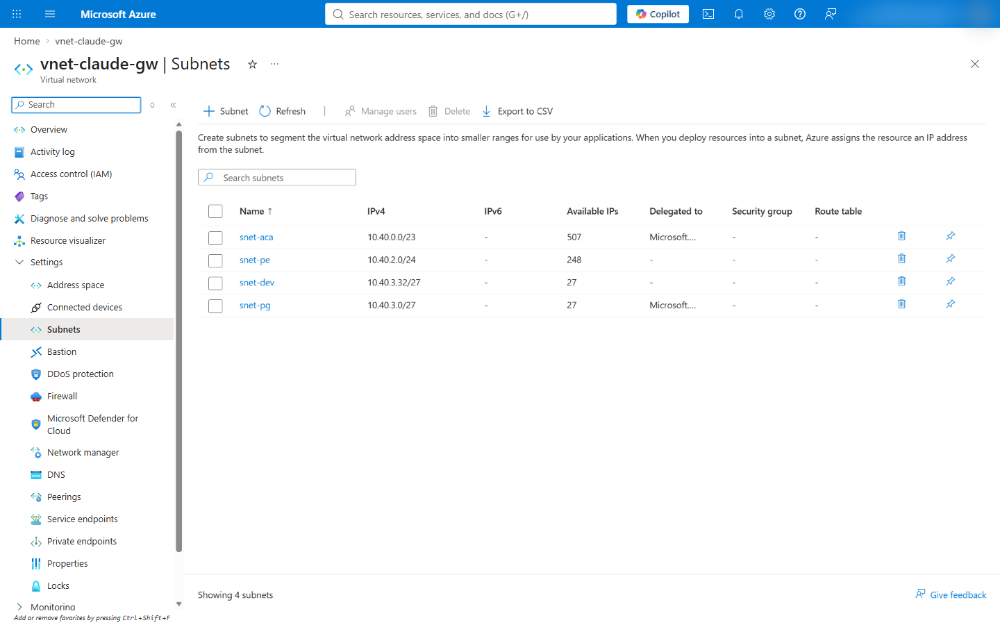 Microsoft Azure
Search resources, services, and docs (G+/)
Copilot
Home > vnet-claude-gw
vnet-claude-gw | Subnets
Virtual network
Search
Overview
Activity log
Access control (IAM)
Tags
Diagnose and solve problems
Resource visualizer
Settings
Address space
Connected devices
Subnets
Bastion
DDoS protection
Firewall
Microsoft Defender for
Cloud
Network manager
DNS
Peerings
Service endpoints
Private endpoints
Properties
Locks
Monitoring
Add or remove favorites by pressing Ctrl+Shift+F
Subnet Refresh | Manage users Delete Export to CSV
Create subnets to segment the virtual network address space into smaller ranges for use by your applications. When you deploy resources into a subnet, Azure assigns the resource an IP address
from the subnet.
Search subnets
Name ↑ IPv4 IPv6 Available IPs Delegated to Security group Route table
snet-aca 10.40.0.0/23 - 507 Microsoft.... - -
snet-pe 10.40.2.0/24 - 248 - - -
snet-dev 10.40.3.32/27 - 27 - - -
snet-pg 10.40.3.0/27 - 27 Microsoft.... - -
Showing 4 subnets
Give feedback